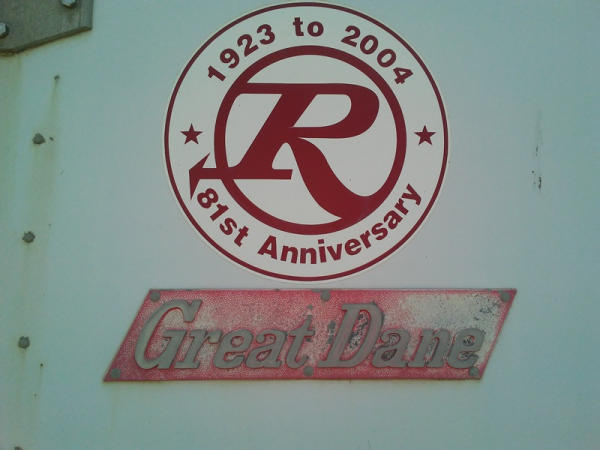 1923 to 2004
R
81st Anniversary
Great Dane